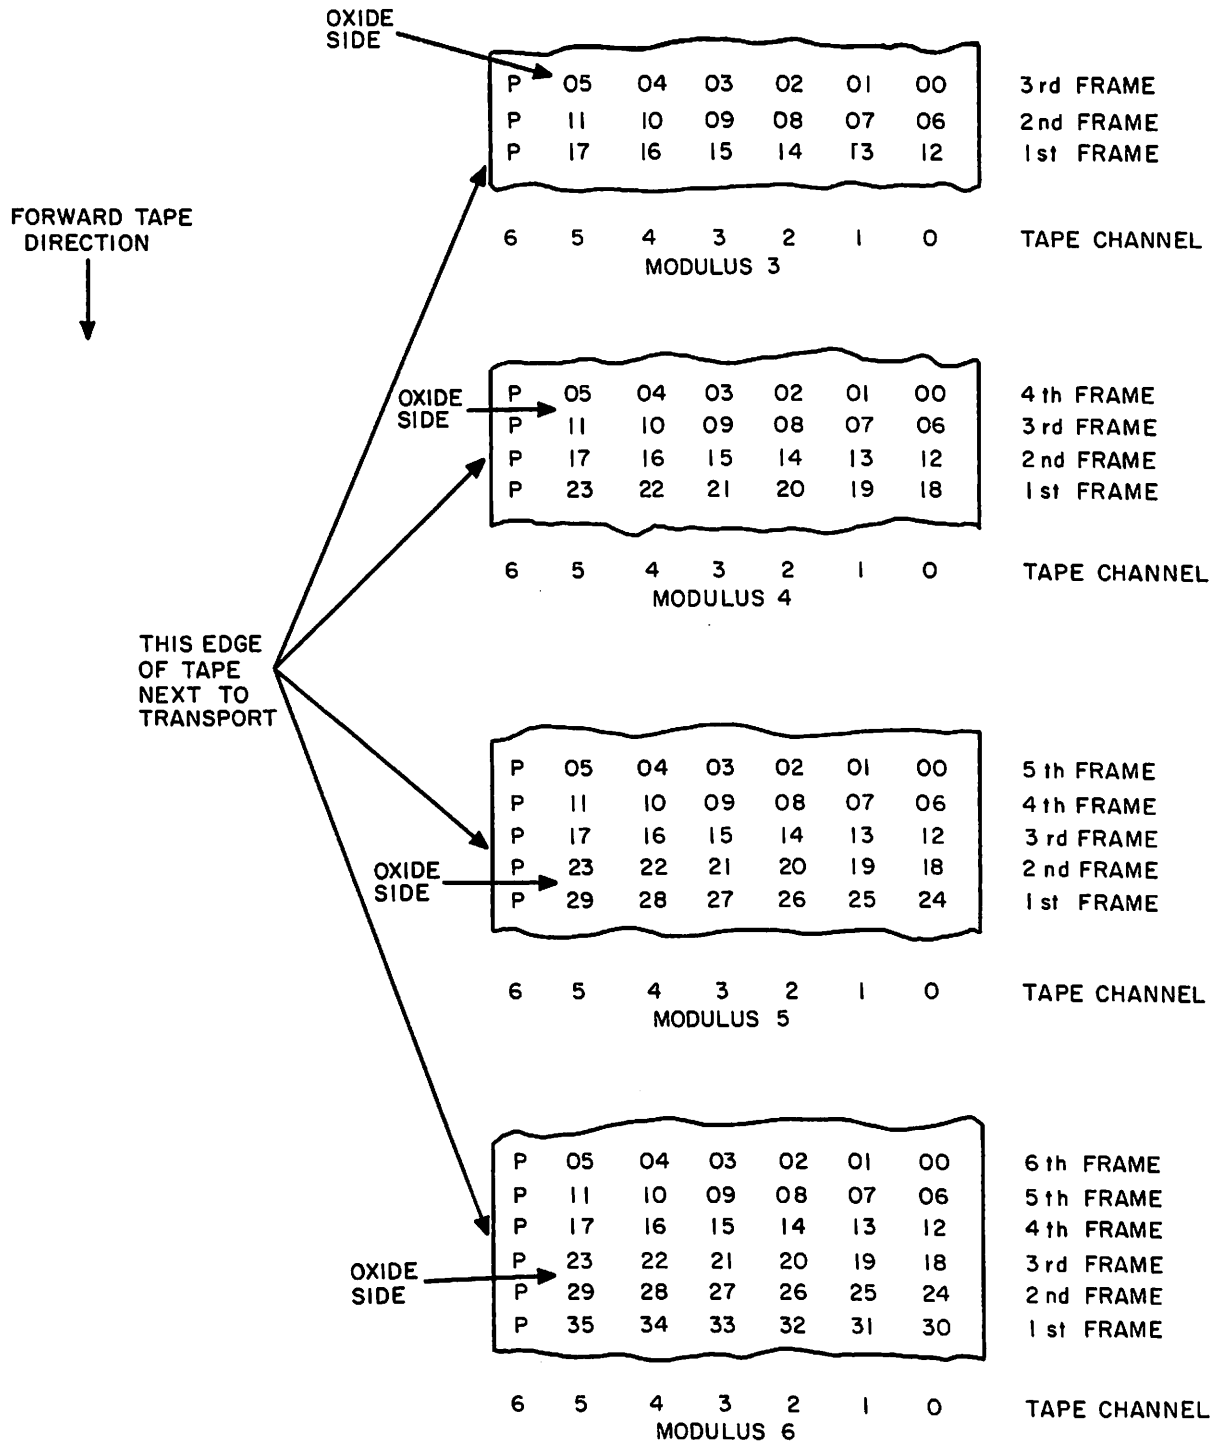 OXIDE
SIDE
P 05 04 03 02 01 00 3rd FRAME
P 11 10 09 08 07 06 2nd FRAME
P 17 16 15 14 13 12 1st FRAME
FORWARD TAPE
DIRECTION
6 5 4 3 2 1 0 TAPE CHANNEL
MODULUS 3
OXIDE
SIDE
P 05 04 03 02 01 00 4th FRAME
P 11 10 09 08 07 06 3rd FRAME
P 17 16 15 14 13 12 2nd FRAME
P 23 22 21 20 19 18 1st FRAME
6 5 4 3 2 1 0 TAPE CHANNEL
MODULUS 4
THIS EDGE
OF TAPE
NEXT TO
TRANSPORT
P 05 04 03 02 01 00 5th FRAME
P 11 10 09 08 07 06 4th FRAME
P 17 16 15 14 13 12 3rd FRAME
OXIDE
SIDE
P 23 22 21 20 19 18 2nd FRAME
P 29 28 27 26 25 24 1st FRAME
6 5 4 3 2 1 0 TAPE CHANNEL
MODULUS 5
P 05 04 03 02 01 00 6th FRAME
P 11 10 09 08 07 06 5th FRAME
P 17 16 15 14 13 12 4th FRAME
OXIDE
SIDE
P 23 22 21 20 19 18 3rd FRAME
P 29 28 27 26 25 24 2nd FRAME
P 35 34 33 32 31 30 1st FRAME
6 5 4 3 2 1 0 TAPE CHANNEL
MODULUS 6